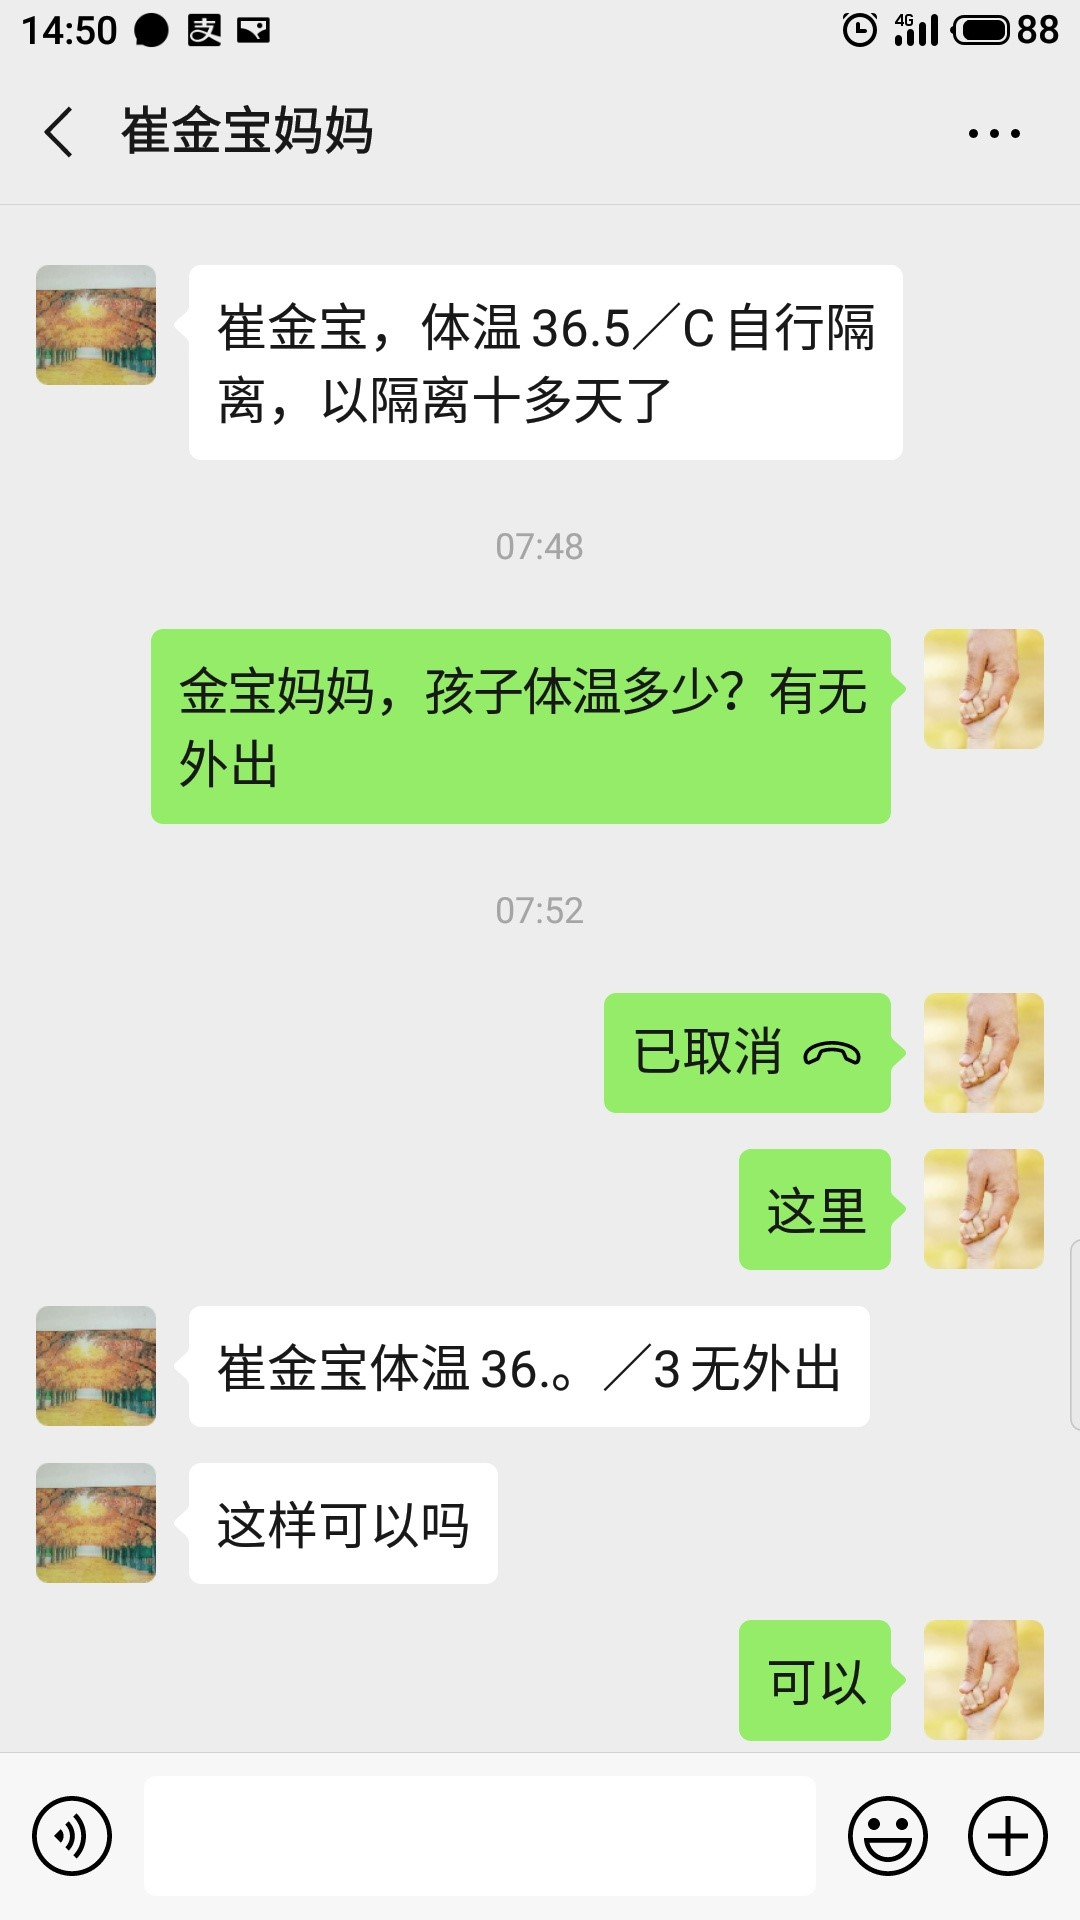 14:50 支 4G 88
崔金宝妈妈
崔金宝，体温36.5／C自行隔
离，以隔离十多天了
07:48
金宝妈妈，孩子体温多少？有无
外出
07:52
已取消
这里
崔金宝体温36.。／3无外出
这样可以吗
可以